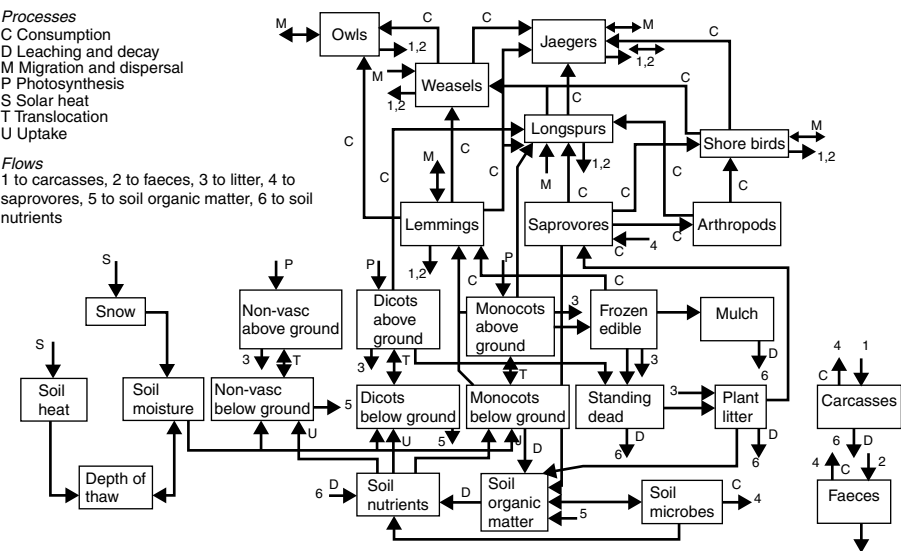 Processes
C Consumption
D Leaching and decay
M Migration and dispersal
P Photosynthesis
S Solar heat
T Translocation
U Uptake
Flows
1 to carcasses, 2 to faeces, 3 to litter, 4 to
saprovores, 5 to soil organic matter, 6 to soil
nutrients
M
Owls
1,2
C
C
Jaegers
M
1,2
C
M
Weasels
1,2
C
C
Longspurs
M
1,2
Shore birds
M
1,2
C
C
M
C
C
C
C
C
C
Lemmings
1,2
Saprovores
4
C
C
Arthropods
S
Snow
P
Non-vasc
above ground
3
T
P
Dicots
above
ground
3
T
C
P
Monocots
above
ground
3
T
C
Frozen
edible
3
Mulch
D
6
S
Soil
heat
Soil
moisture
Non-vasc
below ground
5
U
Dicots
below ground
5
U
Monocots
below ground
U
D
Standing
dead
D
6
3
Plant
litter
D
6
4
1
C
Carcasses
6
D
Depth of
thaw
6
D
Soil
nutrients
D
Soil
organic
matter
5
Soil
microbes
C
4
4
C
2
Faeces